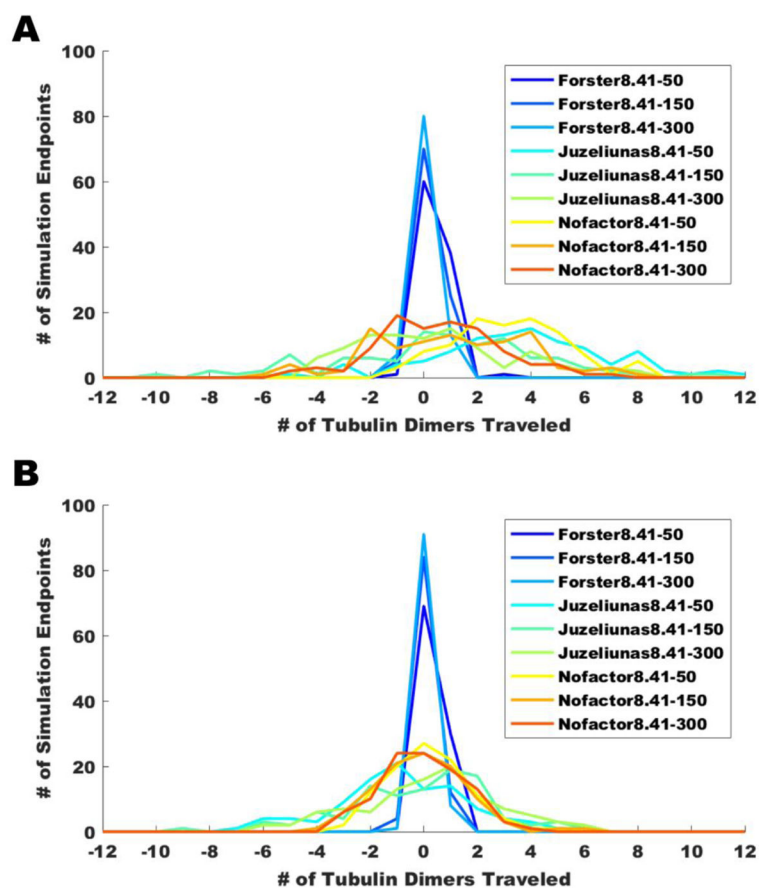 A
100
80
60
40
20
0
# of Simulation Endpoints
Forster8.41-50
Forster8.41-150
Forster8.41-300
Juzeliunas8.41-50
Juzeliunas8.41-150
Juzeliunas8.41-300
Nofactor8.41-50
Nofactor8.41-150
Nofactor8.41-300
-12 -10 -8 -6 -4 -2 0 2 4 6 8 10 12
# of Tubulin Dimers Traveled
B
100
80
60
40
20
0
# of Simulation Endpoints
Forster8.41-50
Forster8.41-150
Forster8.41-300
Juzeliunas8.41-50
Juzeliunas8.41-150
Juzeliunas8.41-300
Nofactor8.41-50
Nofactor8.41-150
Nofactor8.41-300
-12 -10 -8 -6 -4 -2 0 2 4 6 8 10 12
# of Tubulin Dimers Traveled